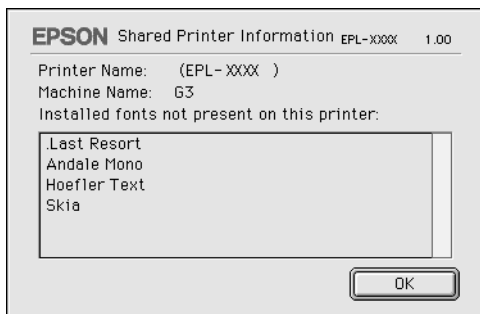 EPSON Shared Printer Information EPL-XXXX 1.00
Printer Name: (EPL-XXXX )
Machine Name: G3
Installed fonts not present on this printer:
.Last Resort
Andale Mono
Hoefler Text
Skia
OK